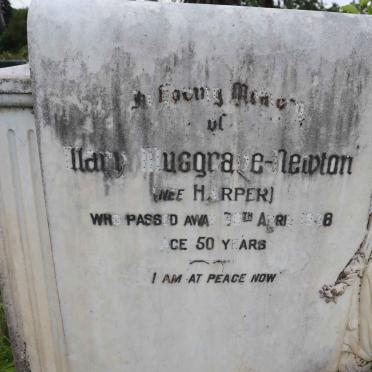 In Loving Memory
of
Mary Musgrave-Newton
(NEE HARPER)
WHO PASSED AWAY APRIL
AGE 50 YEARS
I AM AT PEACE NOW